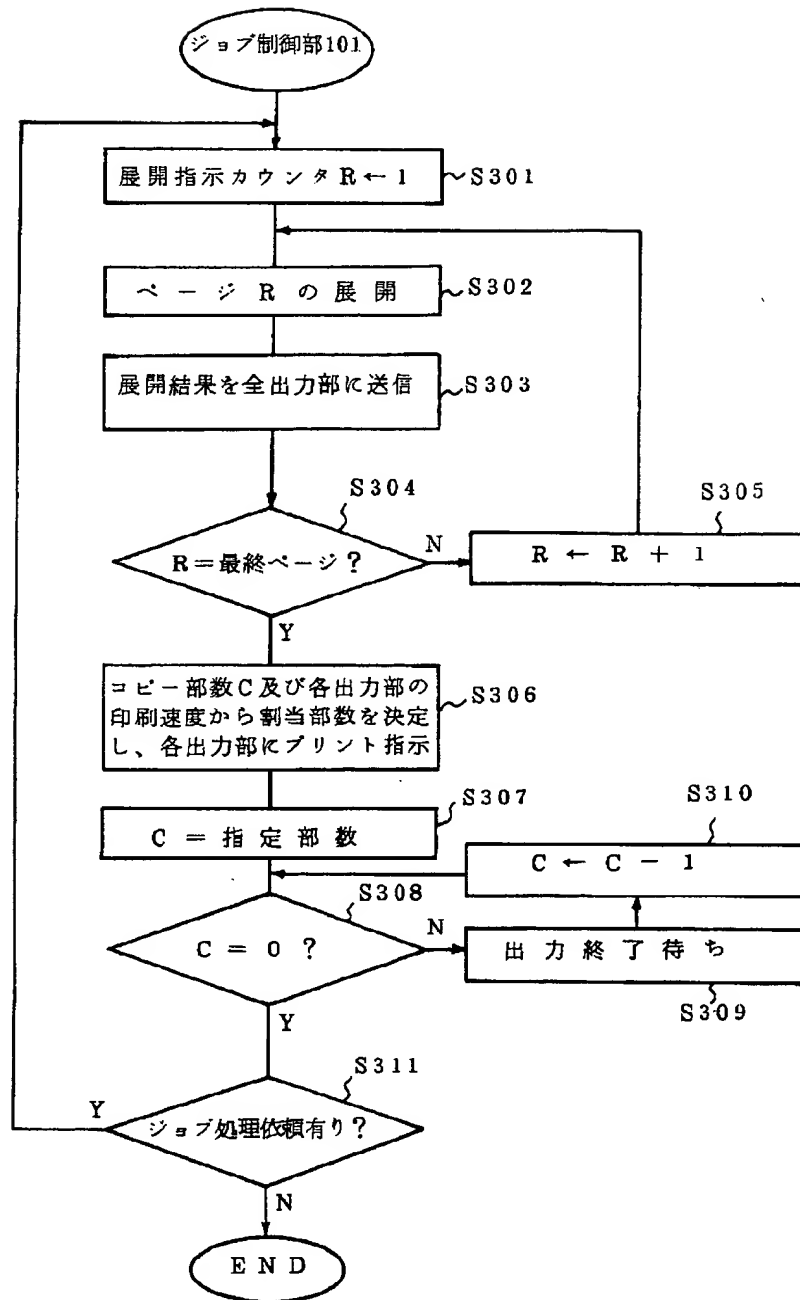 ジョブ制御部101
展開指示カウンタR←1
S301
ページRの展開
S302
展開結果を全出力部に送信
S303
S304
R=最終ページ?
N
S305
R ← R + 1
Y
コピー部数C及び各出力部の
印刷速度から割当部数を決定
し、各出力部にプリント指示
S306
S307
C = 指定部数
S310
C ← C − 1
S308
C = 0 ?
N
出力終了待ち
S309
Y
S311
Y
ジョブ処理依頼有り?
N
END